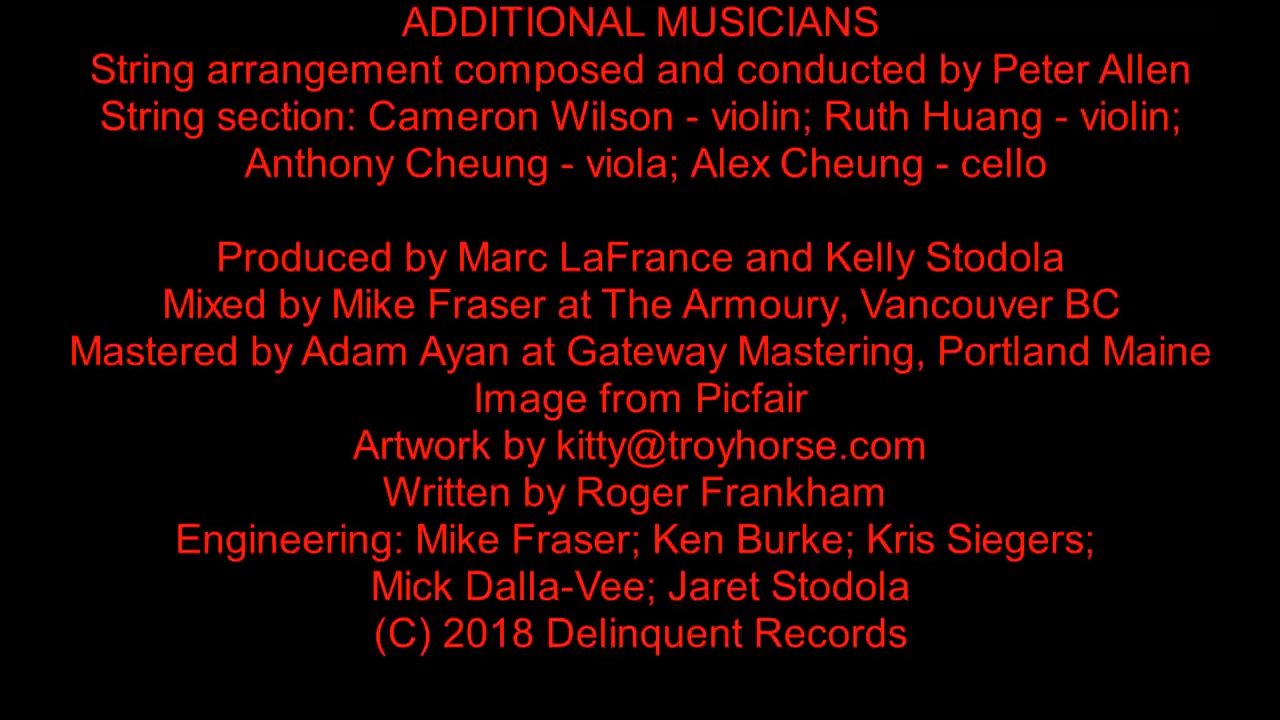 ADDITIONAL MUSICIANS
String arrangement composed and conducted by Peter Allen
String section: Cameron Wilson - violin; Ruth Huang - violin;
Anthony Cheung - viola; Alex Cheung - cello
Produced by Marc LaFrance and Kelly Stodola
Mixed by Mike Fraser at The Armoury, Vancouver BC
Mastered by Adam Ayan at Gateway Mastering, Portland Maine
Image from Picfair
Artwork by kitty@troyhorse.com
Written by Roger Frankham
Engineering: Mike Fraser; Ken Burke; Kris Siegers;
Mick Dalla-Vee; Jaret Stodola
(C) 2018 Delinquent Records